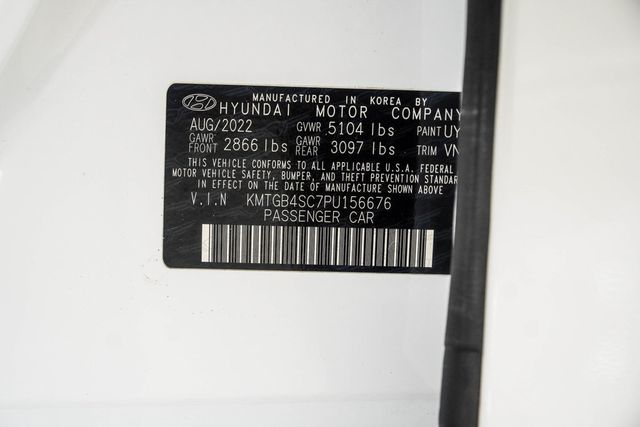 MANUFACTURED IN KOREA BY
HYUNDAI MOTOR COMPANY
AUG/2022 GVWR 5104 lbs PAINT UY
GAWR FRONT 2866 lbs GAWR REAR 3097 lbs TRIM VN
THIS VEHICLE CONFORMS TO ALL APPLICABLE U.S.A. FEDERAL
MOTOR VEHICLE SAFETY, BUMPER, AND THEFT PREVENTION STANDARD
IN EFFECT ON THE DATE OF MANUFACTURE SHOWN ABOVE
V.I.N KMTGB4SC7PU156676
PASSENGER CAR